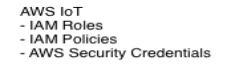 AWS IoT
- IAM Roles
- IAM Policies
- AWS Security Credentials